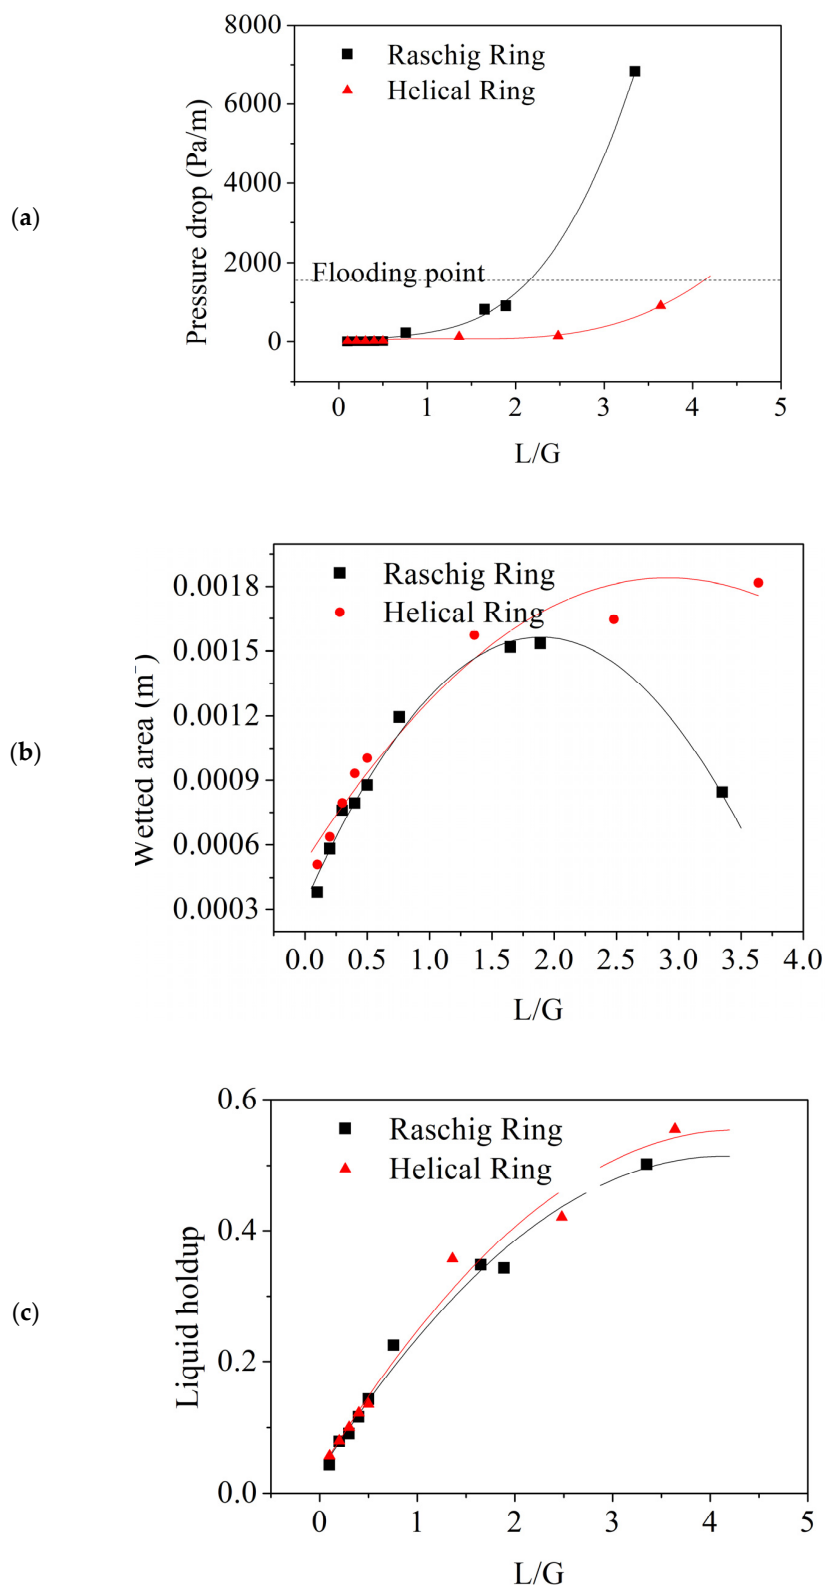 (a)
Pressure drop (Pa/m)
8000
6000
4000
2000
0
Raschig Ring
Helical Ring
Flooding point
0 1 2 3 4 5
L/G
(b)
Wetted area (m⁻)
0.0018
0.0015
0.0012
0.0009
0.0006
0.0003
Raschig Ring
Helical Ring
0.0 0.5 1.0 1.5 2.0 2.5 3.0 3.5 4.0
L/G
(c)
Liquid holdup
0.6
0.4
0.2
0.0
Raschig Ring
Helical Ring
0 1 2 3 4 5
L/G